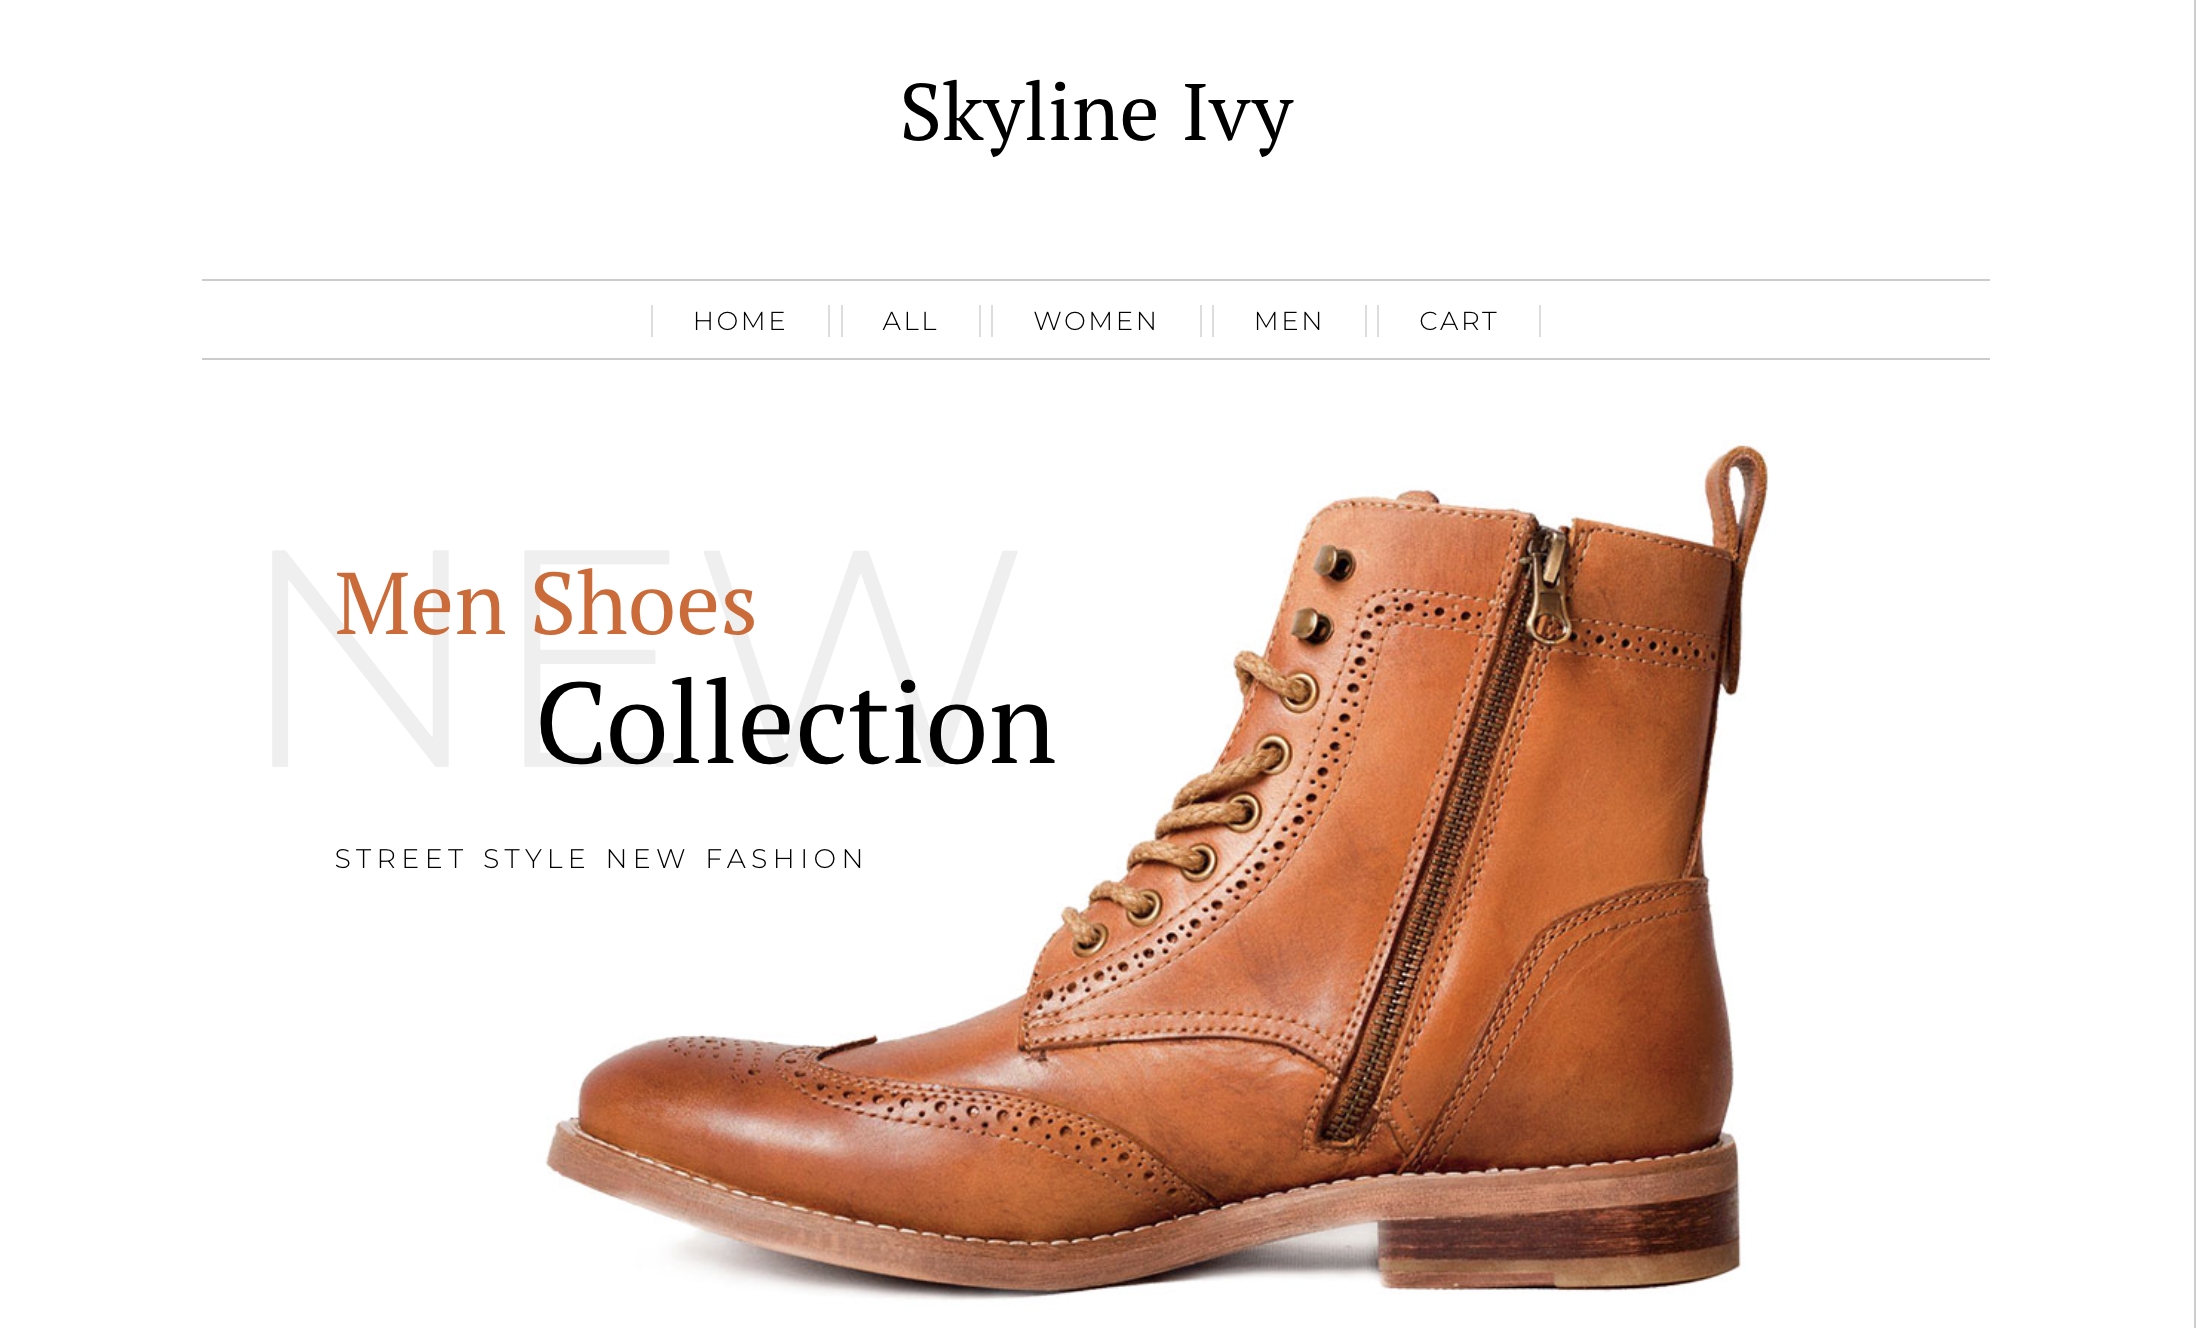 Skyline Ivy
HOME ALL WOMEN MEN CART
NEW
Men Shoes
Collection
STREET STYLE NEW FASHION